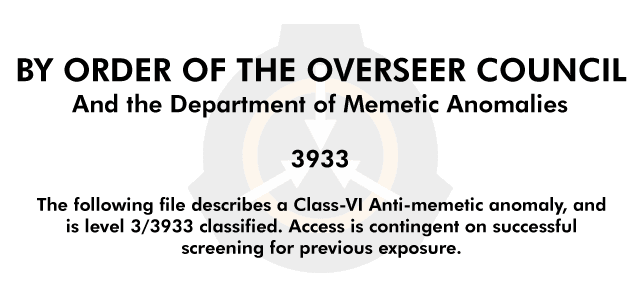 BY ORDER OF THE OVERSEER COUNCIL
And the Department of Memetic Anomalies
3933
The following file describes a Class-VI Anti-memetic anomaly, and
is level 3/3933 classified. Access is contingent on successful
screening for previous exposure.